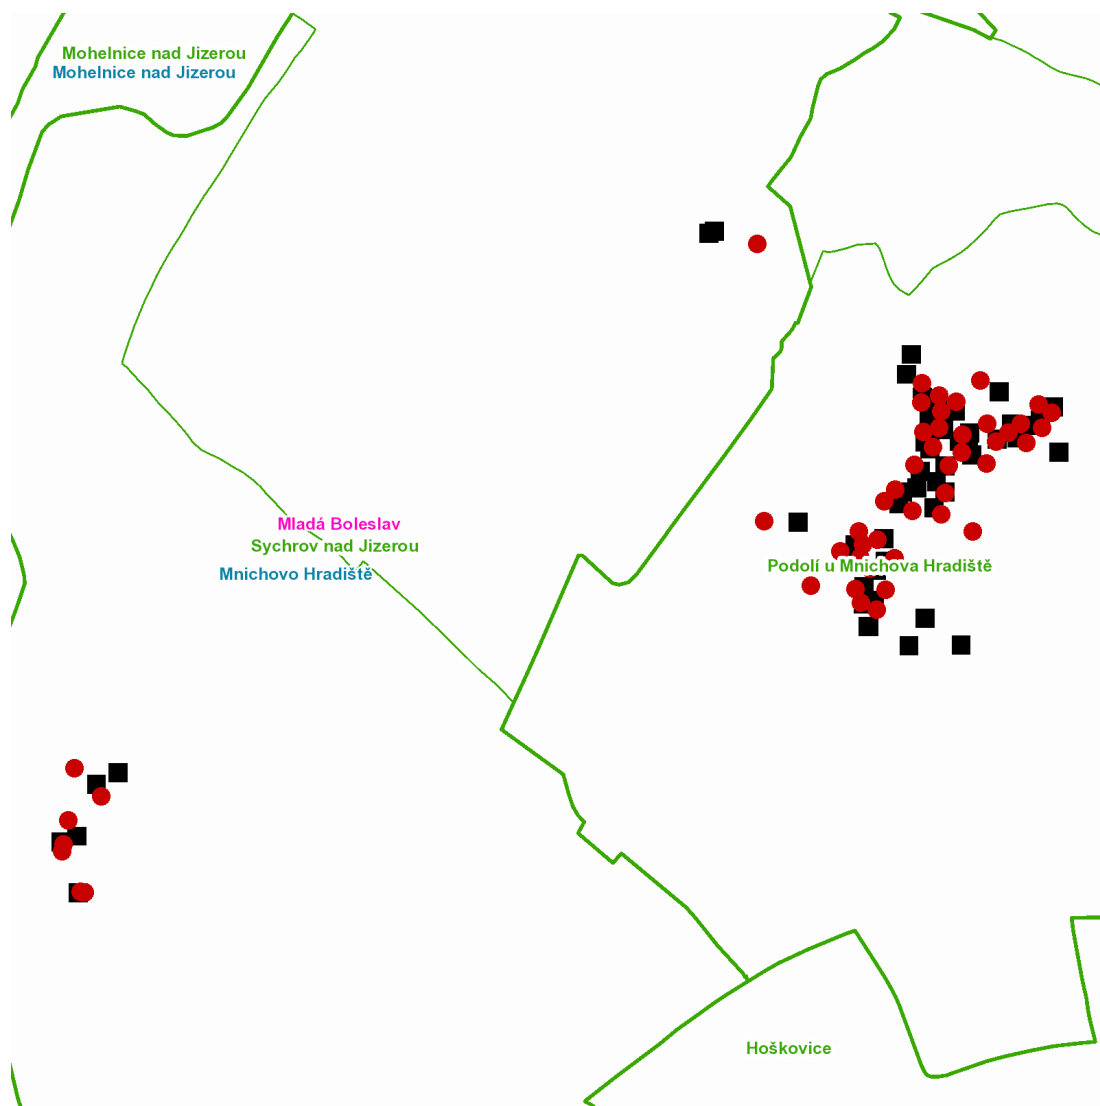 Mohelnice nad Jizerou
Mohelnice nad Jizerou
Mladá Boleslav
Sychrov nad Jizerou
Mnichovo Hradiště
Podolí u Mnichova Hradiště
Hoškovice